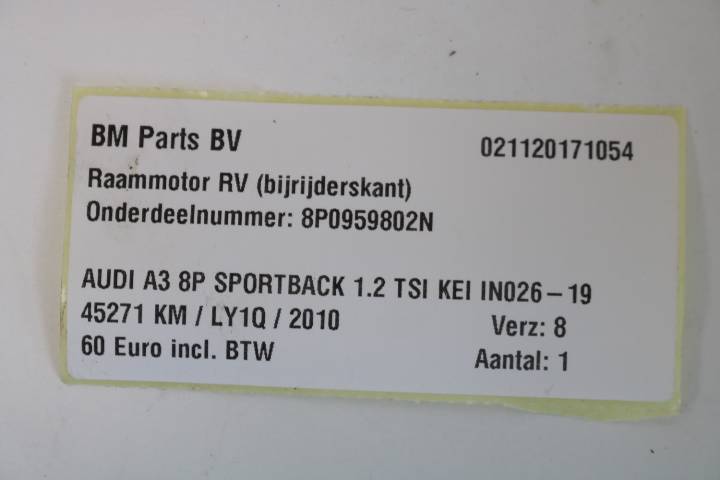 BM Parts BV 021120171054
Raammotor RV (bijrijderskant)
Onderdeelnummer: 8P0959802N
AUDI A3 8P SPORTBACK 1.2 TSI KEI IN026-19
45271 KM / LY1Q / 2010 Verz: 8
60 Euro incl. BTW Aantal: 1